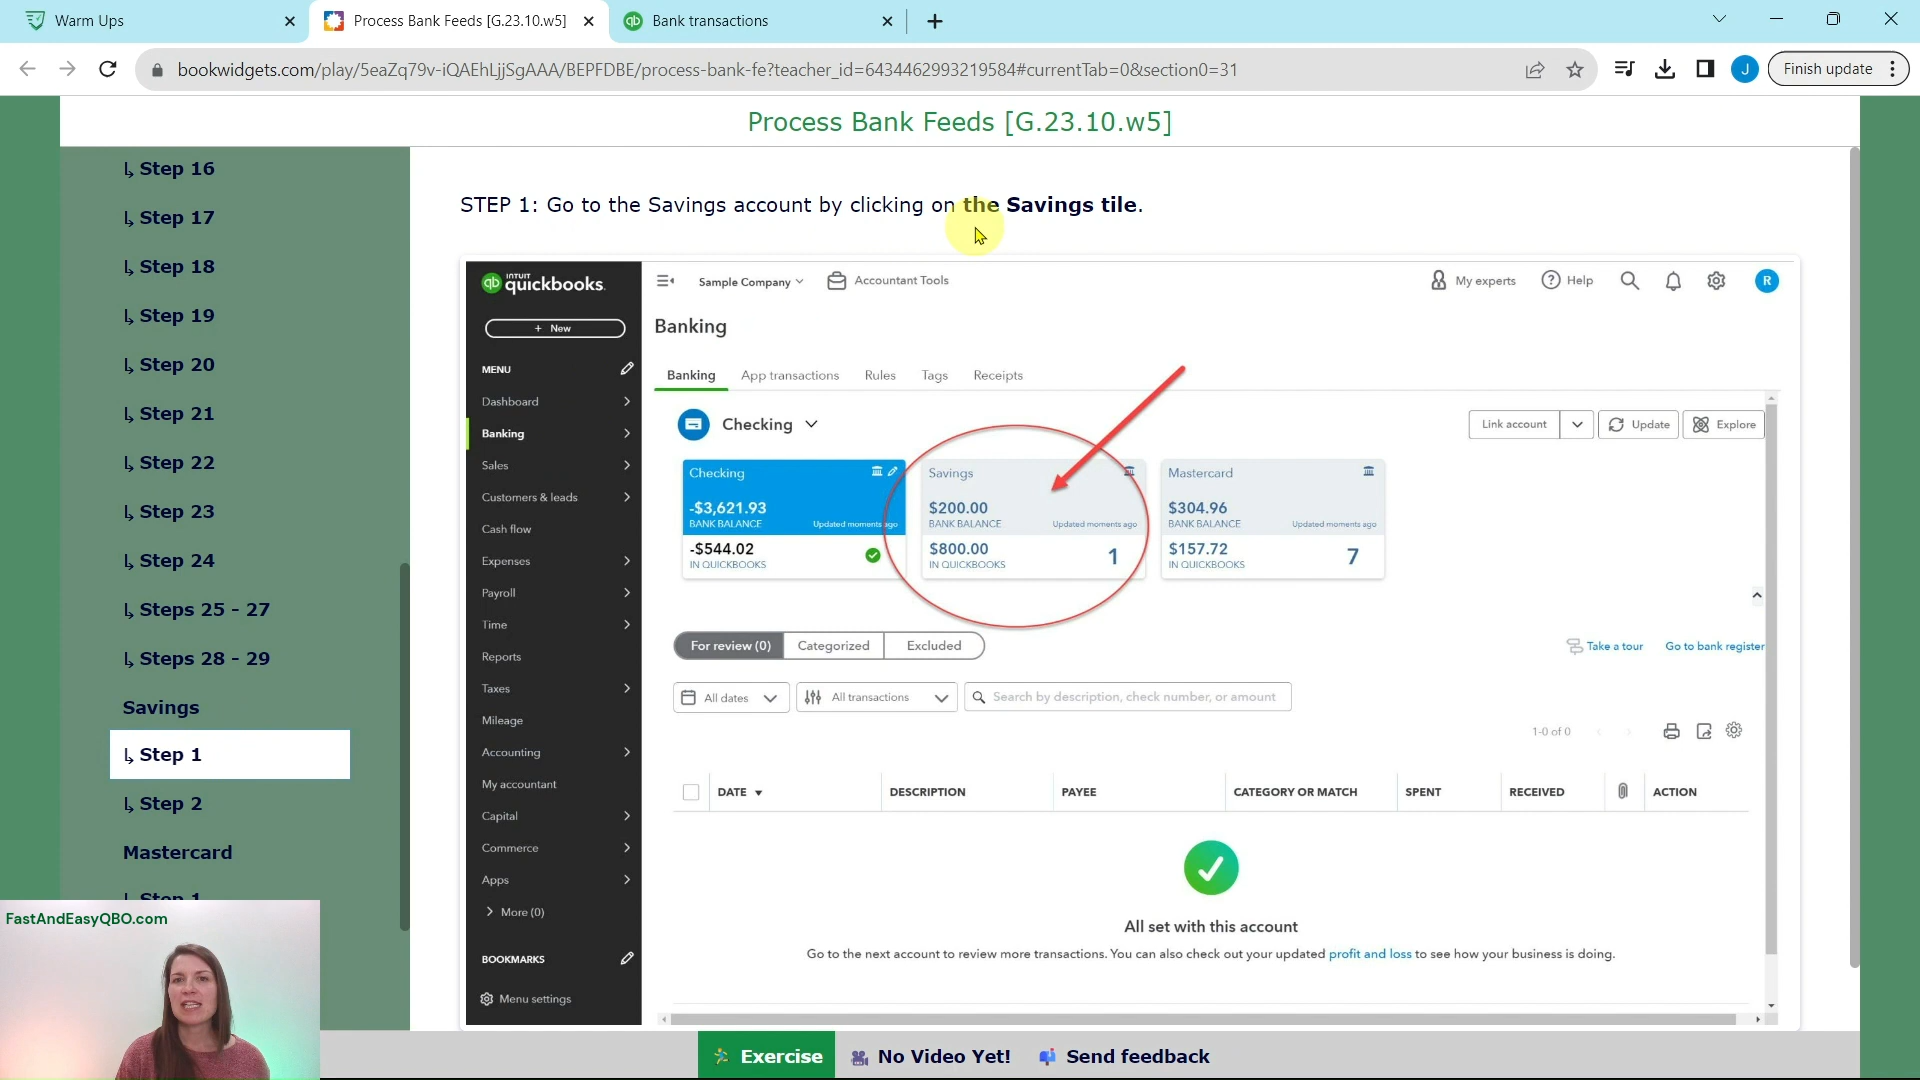 Warm Ups
Process Bank Feeds [G.23.10.w5]
Bank transactions
bookwidgets.com/play/5eaZq79v-iQAEhLjjSgAAA/BEPFDBE/process-bank-fe?teacher_id=6434462993219584#currentTab=0&section0=31
J
Finish update
Process Bank Feeds [G.23.10.w5]
Step 16
Step 17
Step 18
Step 19
Step 20
Step 21
Step 22
Step 23
Step 24
Steps 25 - 27
Steps 28 - 29
Savings
Step 1
Step 2
Mastercard
Step 1
FastAndEasyQBO.com
STEP 1: Go to the Savings account by clicking on the Savings tile.
qb INTUIT quickbooks.
+ New
MENU
Dashboard
Banking
Sales
Customers & leads
Cash flow
Expenses
Payroll
Time
Reports
Taxes
Mileage
Accounting
My accountant
Capital
Commerce
Apps
More (0)
BOOKMARKS
Menu settings
Sample Company
Accountant Tools
My experts
Help
R
Banking
Banking App transactions Rules Tags Receipts
Checking
Link account
Update
Explore
Checking
-$3,621.93
BANK BALANCE Updated moments ago
-$544.02
IN QUICKBOOKS
Savings
$200.00
BANK BALANCE Updated moments ago
$800.00
IN QUICKBOOKS 1
Mastercard
$304.96
BANK BALANCE Updated moments ago
$157.72
IN QUICKBOOKS 7
For review (0) Categorized Excluded
Take a tour
Go to bank register
All dates
All transactions
Search by description, check number, or amount
1-0 of 0
DATE DESCRIPTION PAYEE CATEGORY OR MATCH SPENT RECEIVED ACTION
All set with this account
Go to the next account to review more transactions. You can also check out your updated profit and loss to see how your business is doing.
Exercise
No Video Yet!
Send feedback